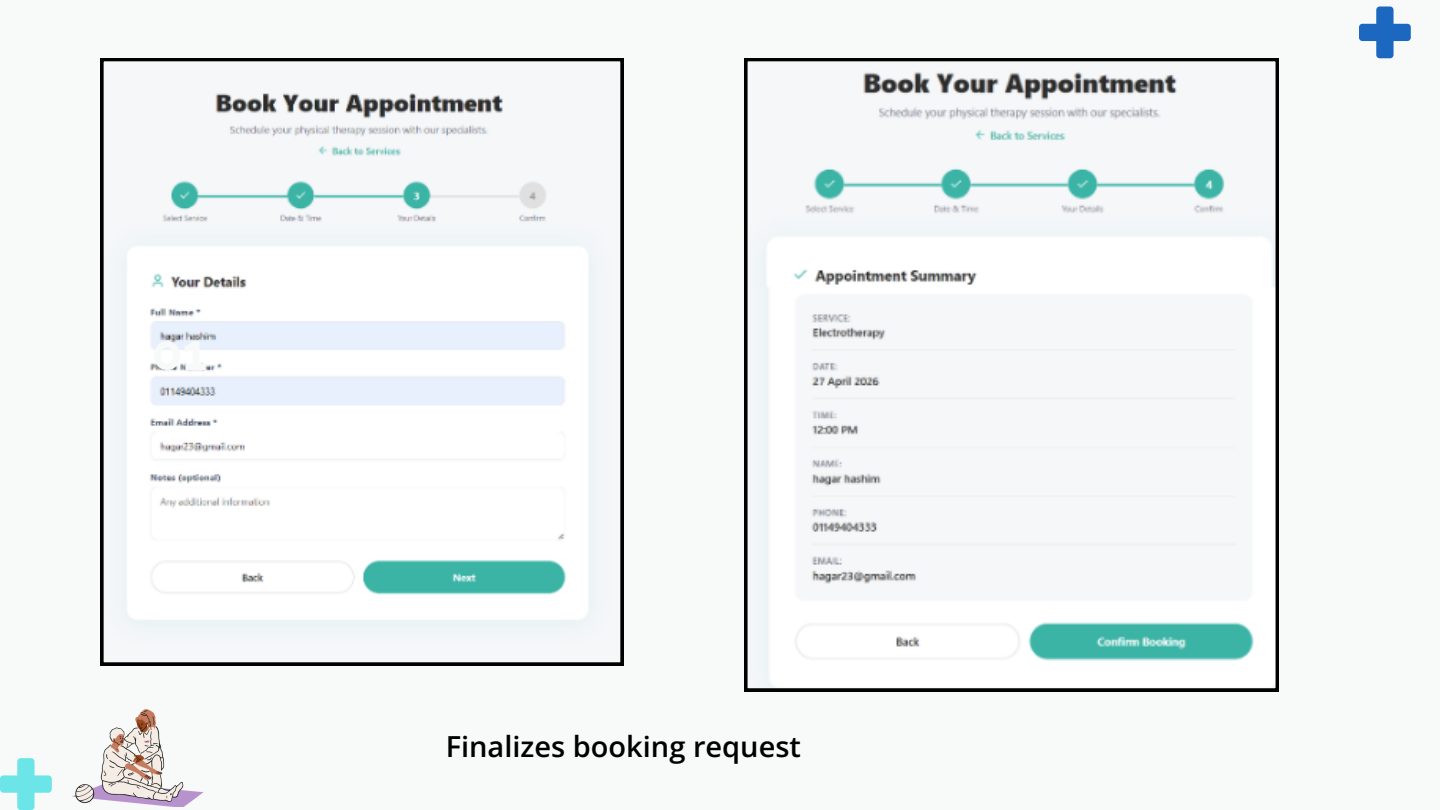 Book Your Appointment
Schedule your physical therapy session with our specialists.
← Back to Services
3
4
Select Service
Date & Time
Your Details
Confirm
Your Details
Full Name *
hagar hashim
01149404333
Email Address *
hagar23@gmail.com
Notes (optional)
Any additional information
Back
Next
Book Your Appointment
Schedule your physical therapy session with our specialists.
← Back to Services
4
Select Service
Date & Time
Your Details
Confirm
Appointment Summary
SERVICE:
Electrotherapy
DATE:
27 April 2026
TIME:
12:00 PM
NAME:
hagar hashim
PHONE:
01149404333
EMAIL:
hagar23@gmail.com
Back
Confirm Booking
Finalizes booking request